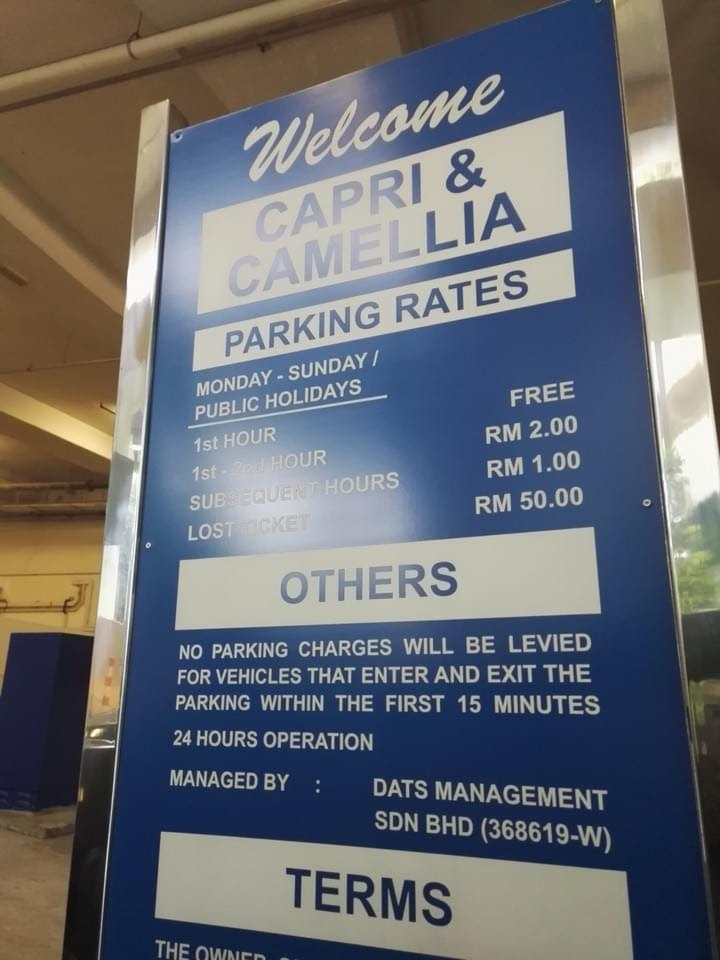 Welcome
CAPRI &
CAMELLIA
PARKING RATES
MONDAY - SUNDAY /
PUBLIC HOLIDAYS
1st HOUR FREE
1st - 2nd HOUR RM 2.00
SUBSEQUENT HOURS RM 1.00
LOST TICKET RM 50.00
OTHERS
NO PARKING CHARGES WILL BE LEVIED
FOR VEHICLES THAT ENTER AND EXIT THE
PARKING WITHIN THE FIRST 15 MINUTES
24 HOURS OPERATION
MANAGED BY : DATS MANAGEMENT
SDN BHD (368619-W)
TERMS
THE OWNER